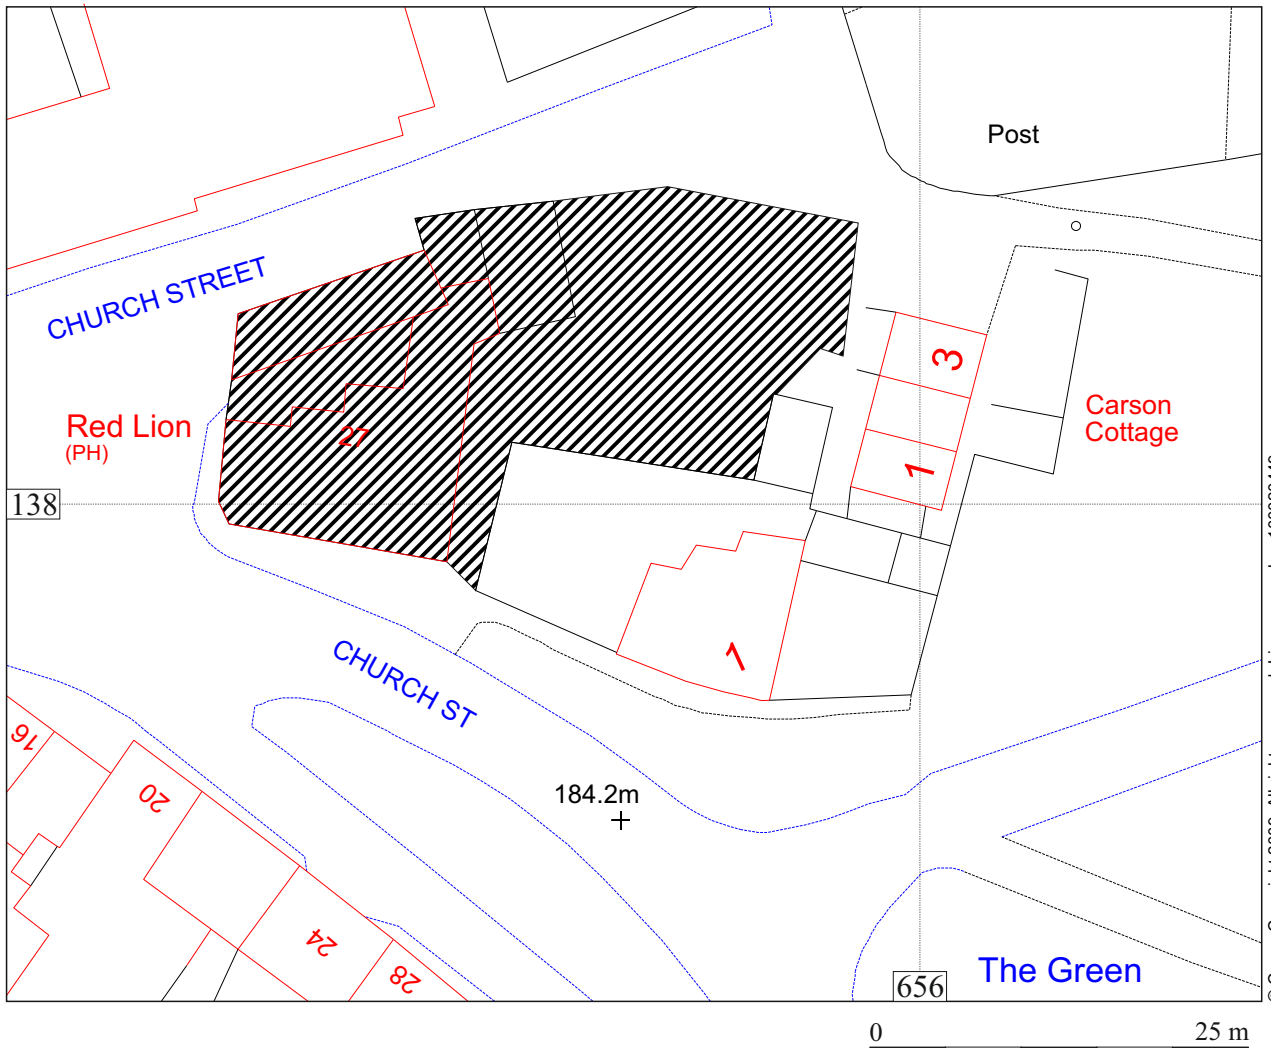 Post
CHURCH STREET
3
Red Lion
(PH)
27
Carson
Cottage
1
138
7
CHURCH ST
16
20
184.2m
24
28
656
The Green
0
25 m